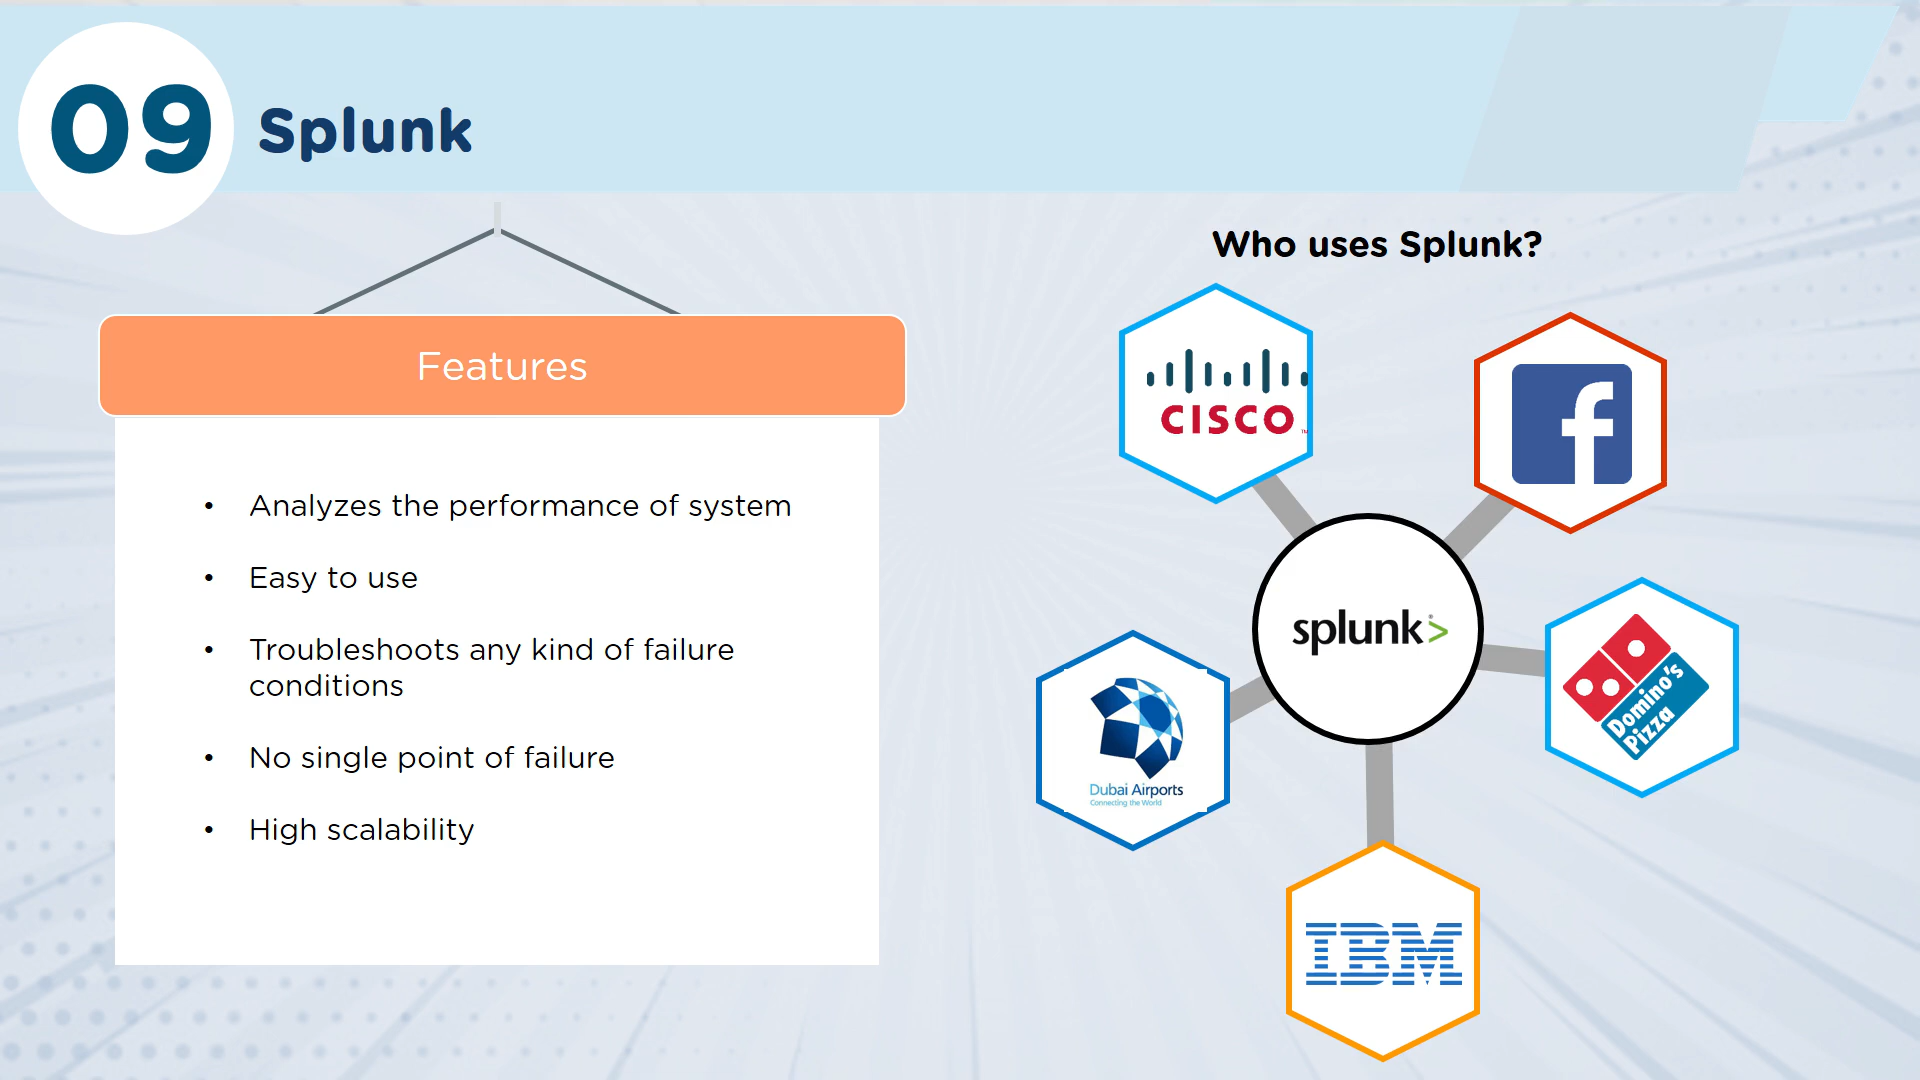 09
Splunk
Features
• Analyzes the performance of system
• Easy to use
• Troubleshoots any kind of failure
conditions
• No single point of failure
• High scalability
Who uses Splunk?
CISCO
f
splunk>
Domino's
Pizza
Dubai Airports
Connecting the World
IBM